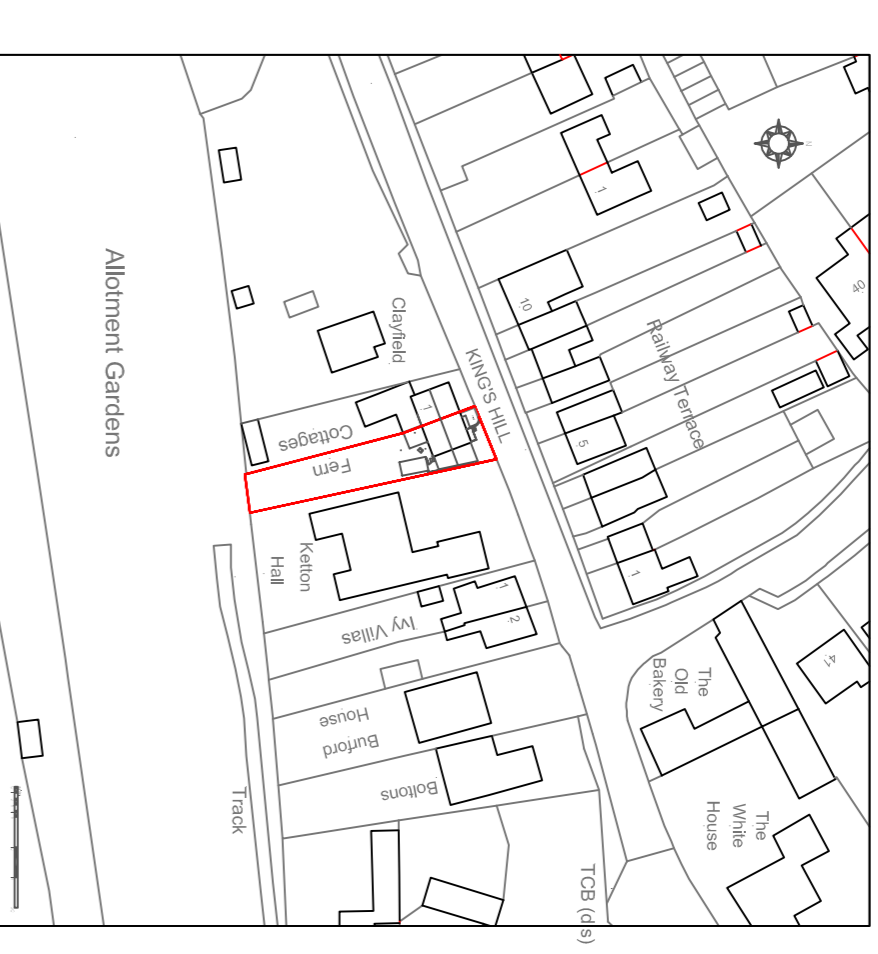 N
40
1
10
Railway Terrace
5
1
KING'S HILL
Clayfield
1
Fern
Cottages
Allotment Gardens
Ketton
Hall
1
2
Ivy Villas
Burford
House
Boltons
Track
The
Old
Bakery
41
The
White
House
TCB (dis)